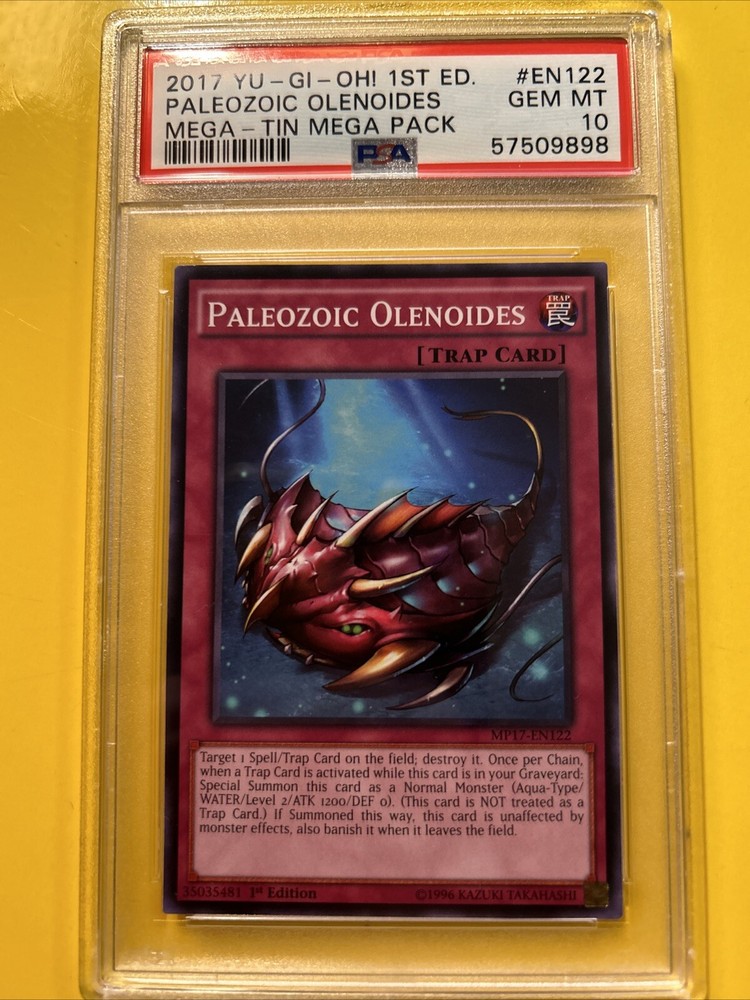 2017 YU-GI-OH! 1ST ED. #EN122
PALEOZOIC OLENOIDES GEM MT
MEGA-TIN MEGA PACK 10
PSA 57509898
PALEOZOIC OLENOIDES TRAP 罠
[TRAP CARD]
MP17-EN122
Target 1 Spell/Trap Card on the field; destroy it. Once per Chain,
when a Trap Card is activated while this card is in your Graveyard:
Special Summon this card as a Normal Monster (Aqua-Type/
WATER/Level 2/ATK 1200/DEF 0). (This card is NOT treated as a
Trap Card.) If Summoned this way, this card is unaffected by
monster effects, also banish it when it leaves the field.
35035481 1st Edition ©1996 KAZUKI TAKAHASHI